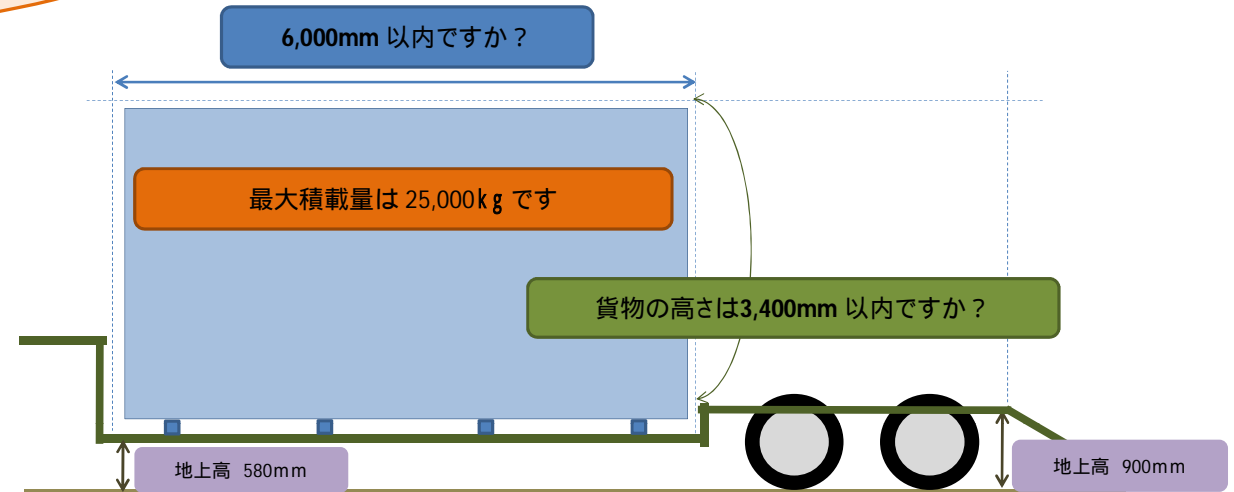 6,000mm 以内ですか？
最大積載量は 25,000kg です
貨物の高さは3,400mm 以内ですか？
地上高 580mm
地上高 900mm